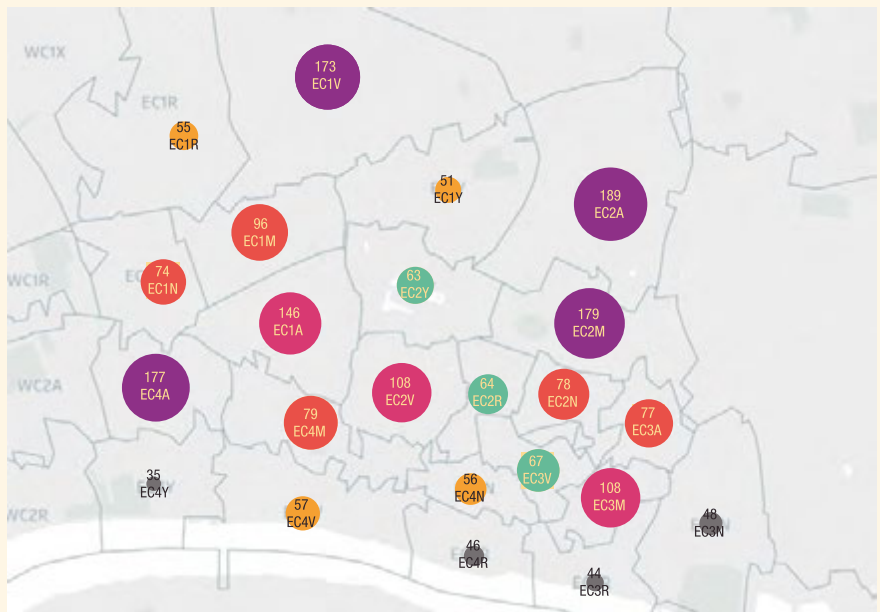 WC1X
173
EC1V
EC1R
55
EC1R
51
EC1Y
189
EC2A
96
EC1M
74
EC1N
WC1R
63
EC2Y
146
EC1A
179
EC2M
177
EC4A
WC2A
108
EC2V
64
EC2R
78
EC2N
79
EC4M
77
EC3A
67
EC3V
35
EC4Y
56
EC4N
108
EC3M
57
EC4V
WC2R
48
EC3N
46
EC4R
44
EC3R